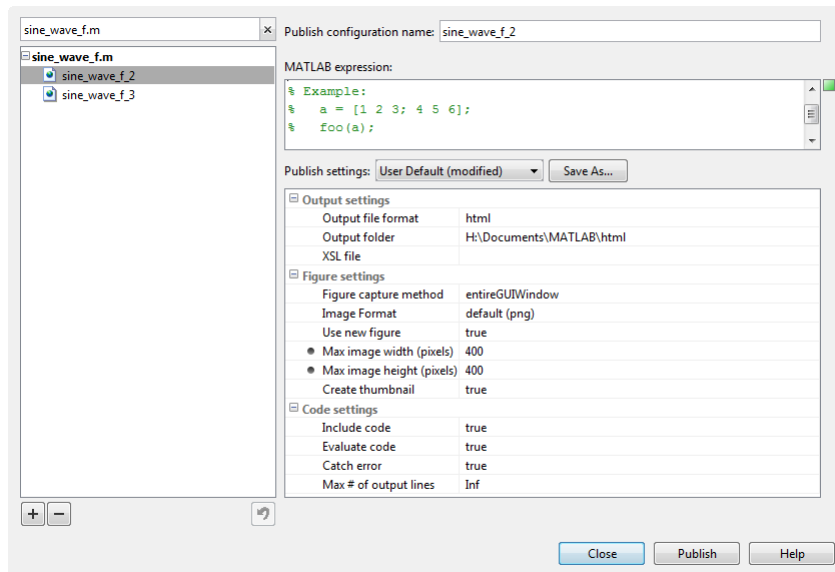 sine_wave_f.m
sine_wave_f.m
sine_wave_f_2
sine_wave_f_3
Publish configuration name: sine_wave_f_2
MATLAB expression:
% Example:
%   a = [1 2 3; 4 5 6];
%   foo(a);
Publish settings: User Default (modified) Save As...
Output settings
Output file format html
Output folder H:\Documents\MATLAB\html
XSL file
Figure settings
Figure capture method entireGUIWindow
Image Format default (png)
Use new figure true
Max image width (pixels) 400
Max image height (pixels) 400
Create thumbnail true
Code settings
Include code true
Evaluate code true
Catch error true
Max # of output lines Inf
Close Publish Help